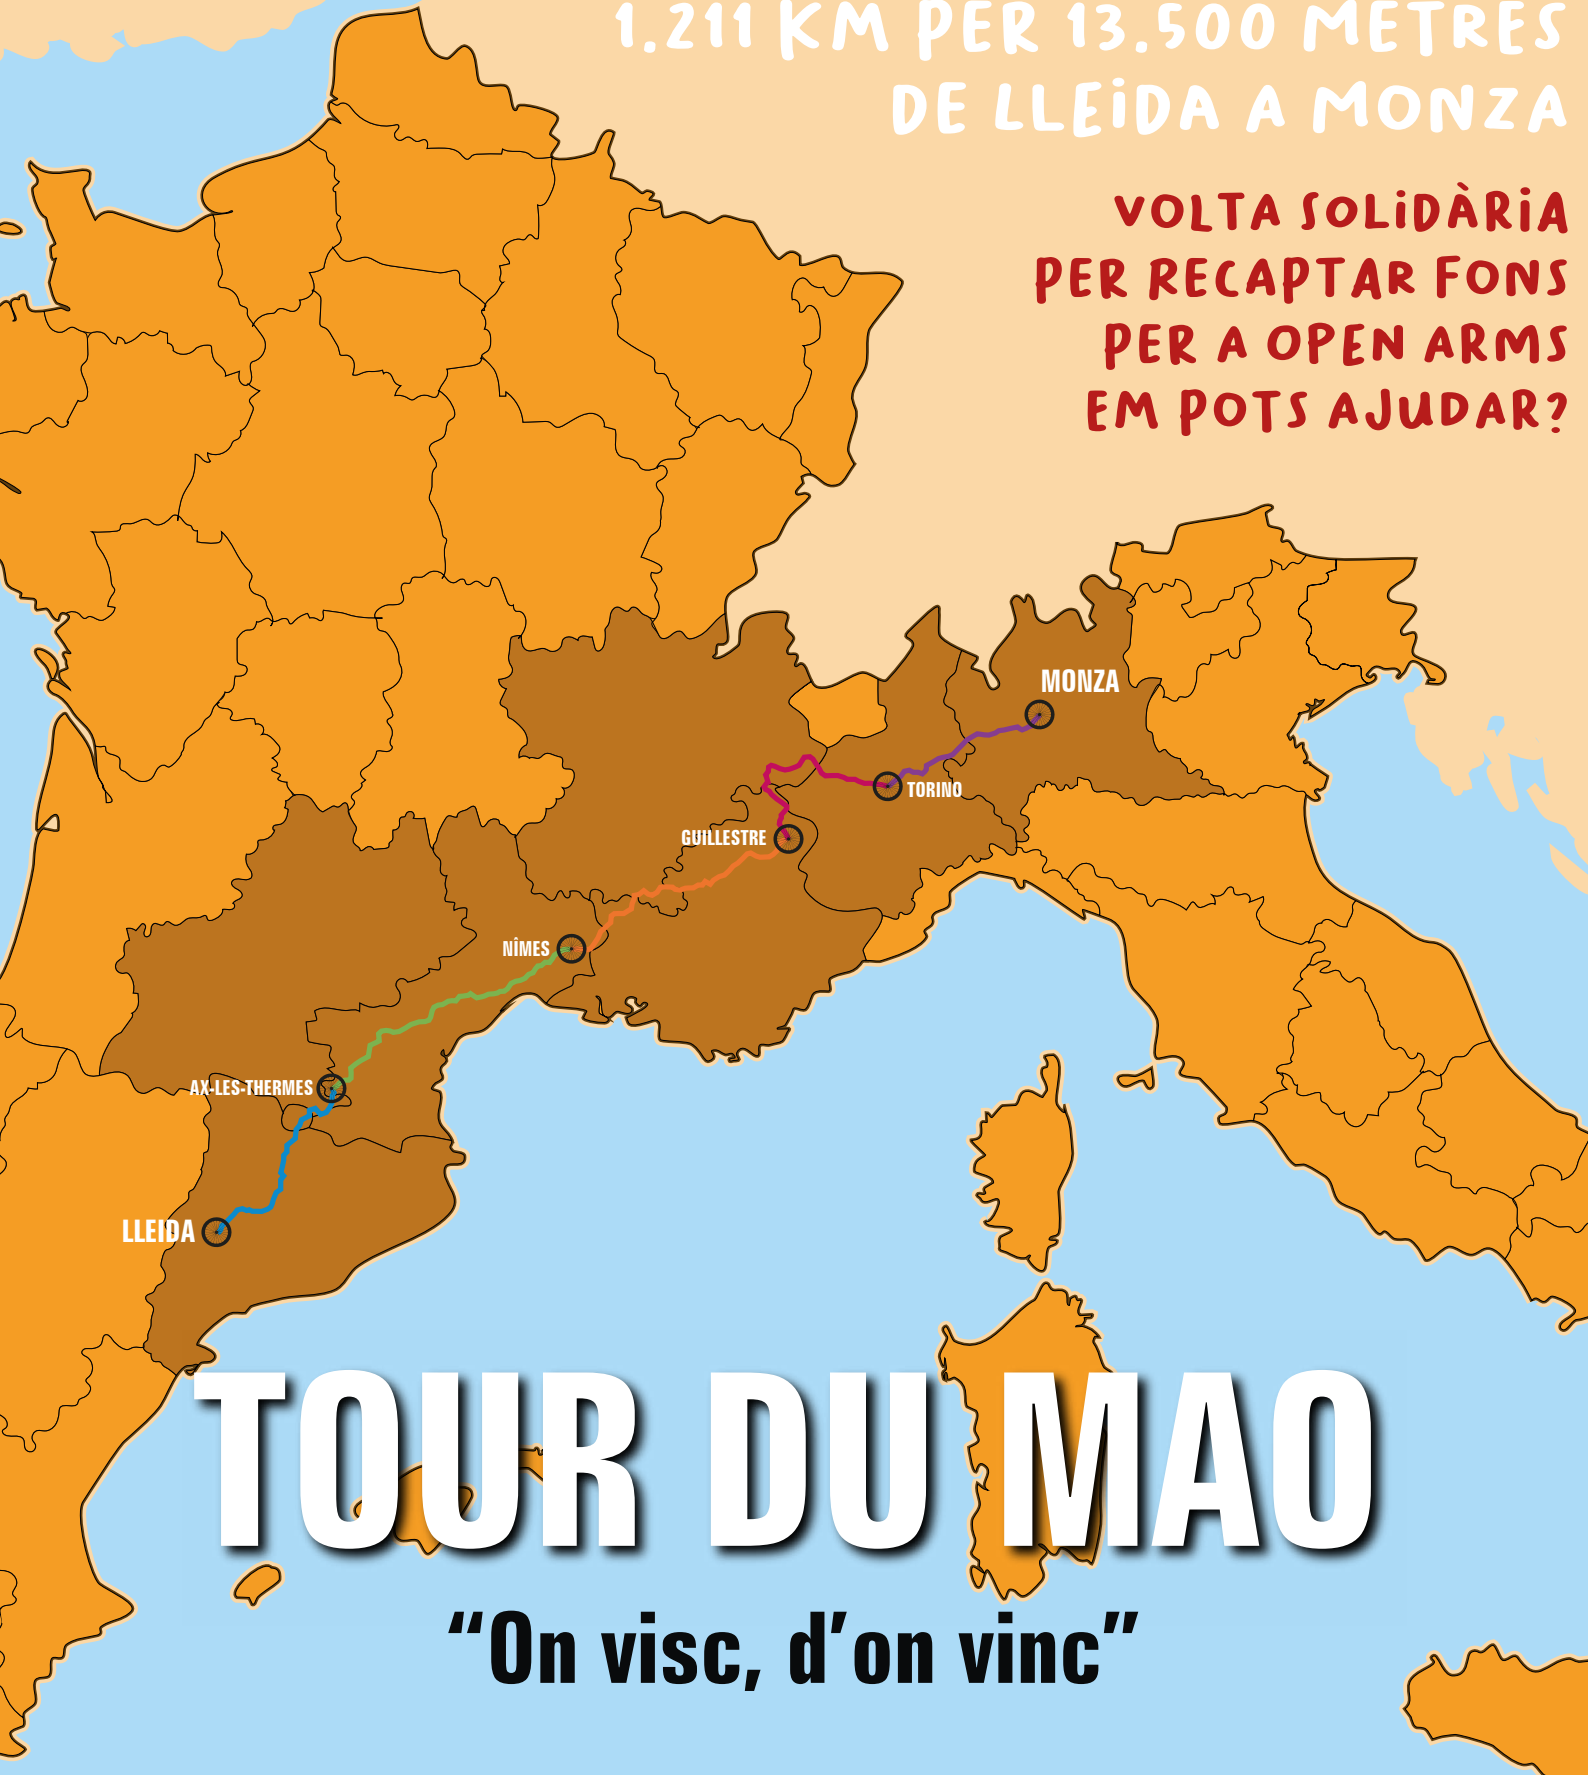 1.211 KM PER 13.500 METRES
DE LLEIDA A MONZA
VOLTA SOLIDÀRIA
PER RECAPTAR FONS
PER A OPEN ARMS
EM POTS AJUDAR?
MONZA
TORINO
GUILLESTRE
NÎMES
AX-LES-THERMES
LLEIDA
TOUR DU MAO
“On visc, d’on vinc”